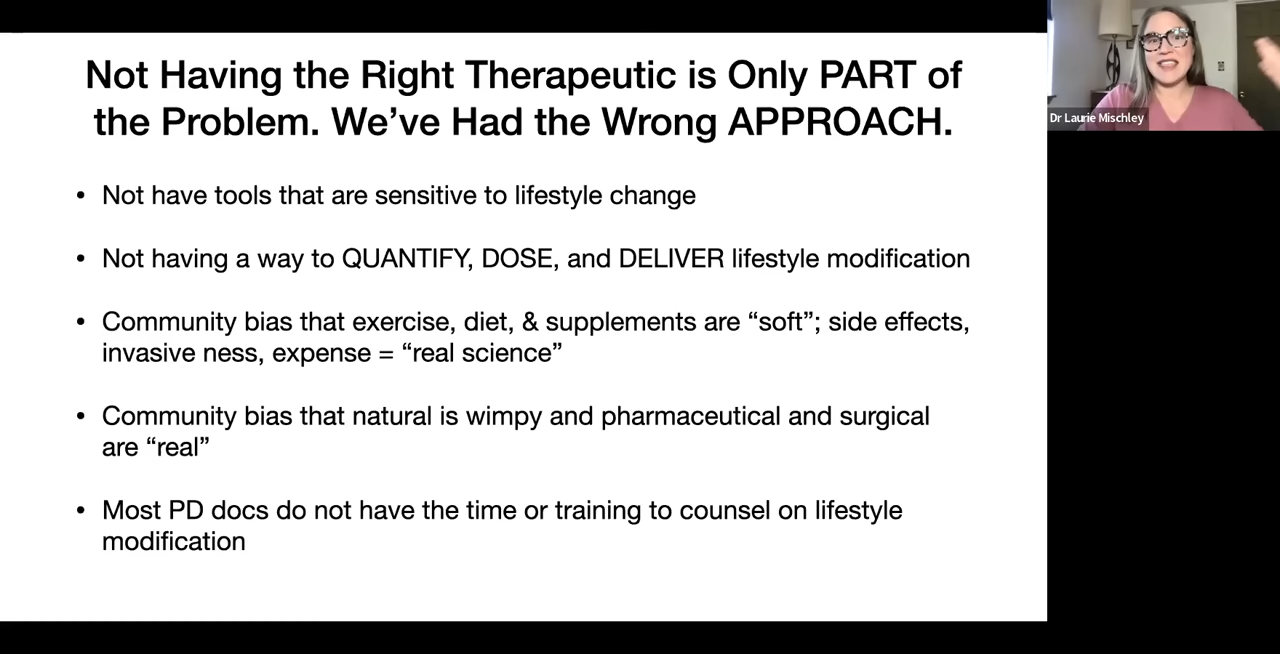 Not Having the Right Therapeutic is Only PART of
the Problem. We’ve Had the Wrong APPROACH.
• Not have tools that are sensitive to lifestyle change
• Not having a way to QUANTIFY, DOSE, and DELIVER lifestyle modification
• Community bias that exercise, diet, & supplements are “soft”; side effects,
invasive ness, expense = “real science”
• Community bias that natural is wimpy and pharmaceutical and surgical
are “real”
• Most PD docs do not have the time or training to counsel on lifestyle
modification
Dr Laurie Mischley